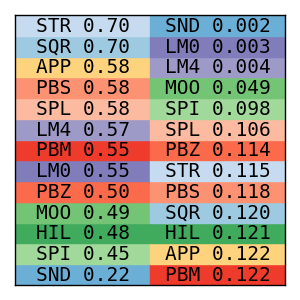 STR 0.70 SND 0.002
SQR 0.70 LM0 0.003
APP 0.58 LM4 0.004
PBS 0.58 MOO 0.049
SPL 0.58 SPI 0.098
LM4 0.57 SPL 0.106
PBM 0.55 PBZ 0.114
LM0 0.55 STR 0.115
PBZ 0.50 PBS 0.118
MOO 0.49 SQR 0.120
HIL 0.48 HIL 0.121
SPI 0.45 APP 0.122
SND 0.22 PBM 0.122